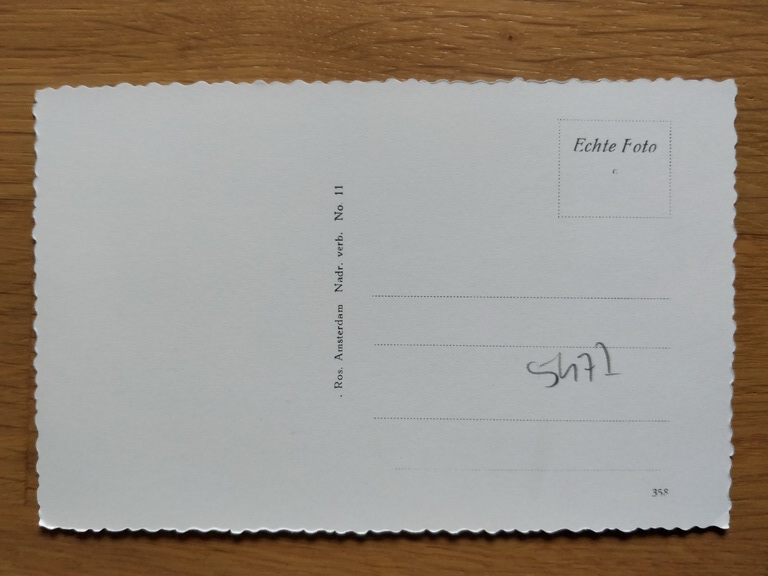 Echte Foto
c.
. Ros. Amsterdam Nadr. verb. No. 11
5471
358